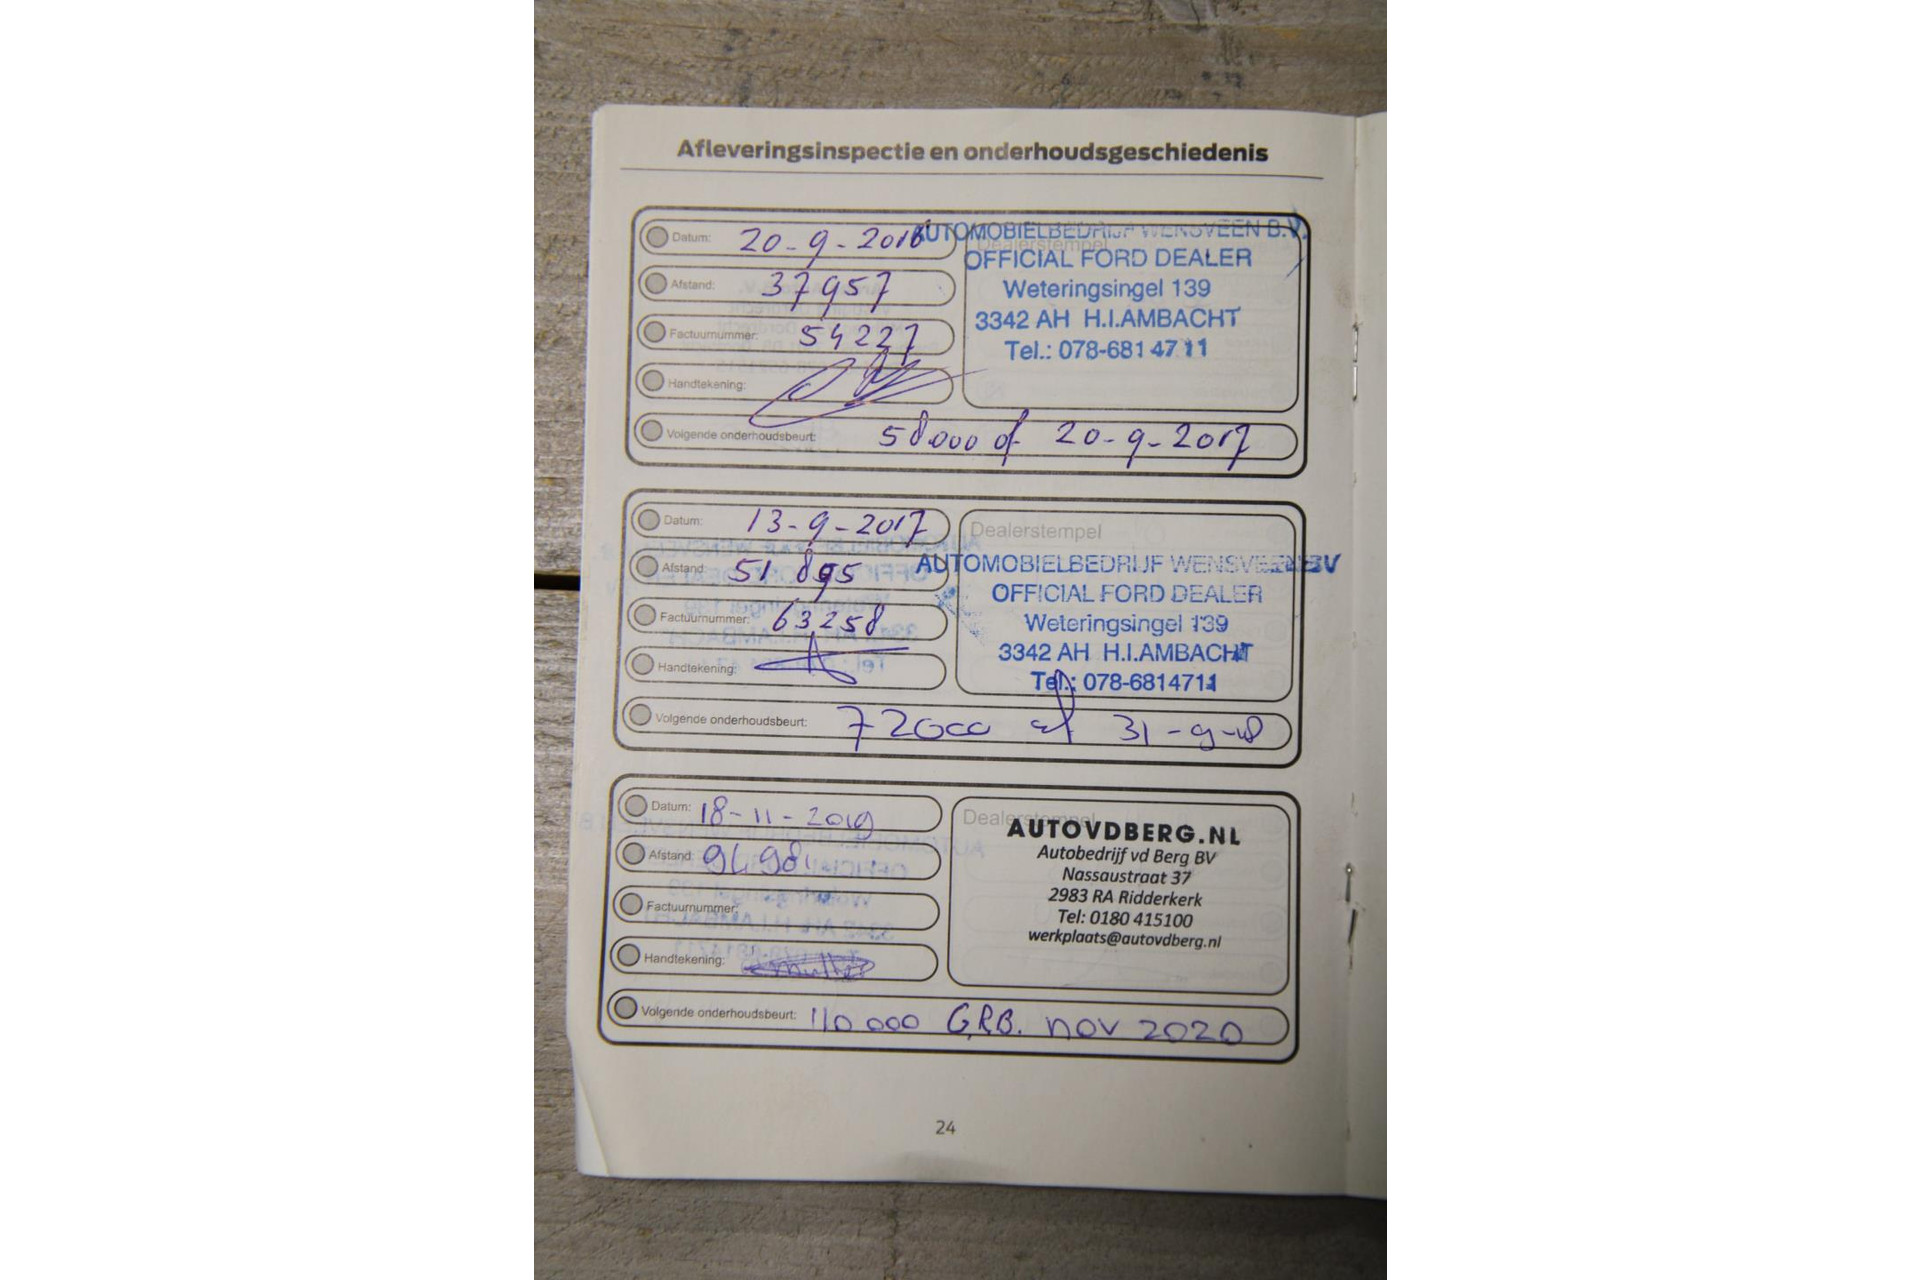 Afleveringsinspectie en onderhoudsgeschiedenis
Datum: 20-9-2016
Afstand: 37957
Factuurnummer: 54227
Handtekening:
Dealerstempel
AUTOMOBIELBEDRIJF WENSVEEN B.V.
OFFICIAL FORD DEALER
Weteringsingel 139
3342 AH H.I.AMBACHT
Tel.: 078-681 47 11
Volgende onderhoudsbeurt: 58.000 of 20-9-2017
Datum: 13-9-2017
Afstand 51895
Factuurnummer: 63258
Handtekening:
Dealerstempel
AUTOMOBIELBEDRIJF WENSVEEN BV
OFFICIAL FORD DEALER
Weteringsingel 139
3342 AH H.I.AMBACHT
Tel.: 078-6814711
Volgende onderhoudsbeurt: 72000 of 31-9-18
Datum: 18-11-2019
Afstand:
Factuurnummer:
Handtekening:
Dealerstempel
AUTOVDBERG.NL
Autobedrijf vd Berg BV
Nassaustraat 37
2983 RA Ridderkerk
Tel: 0180 415100
werkplaats@autovdberg.nl
Volgende onderhoudsbeurt: 110 000 G,R,B. nov 2020
24